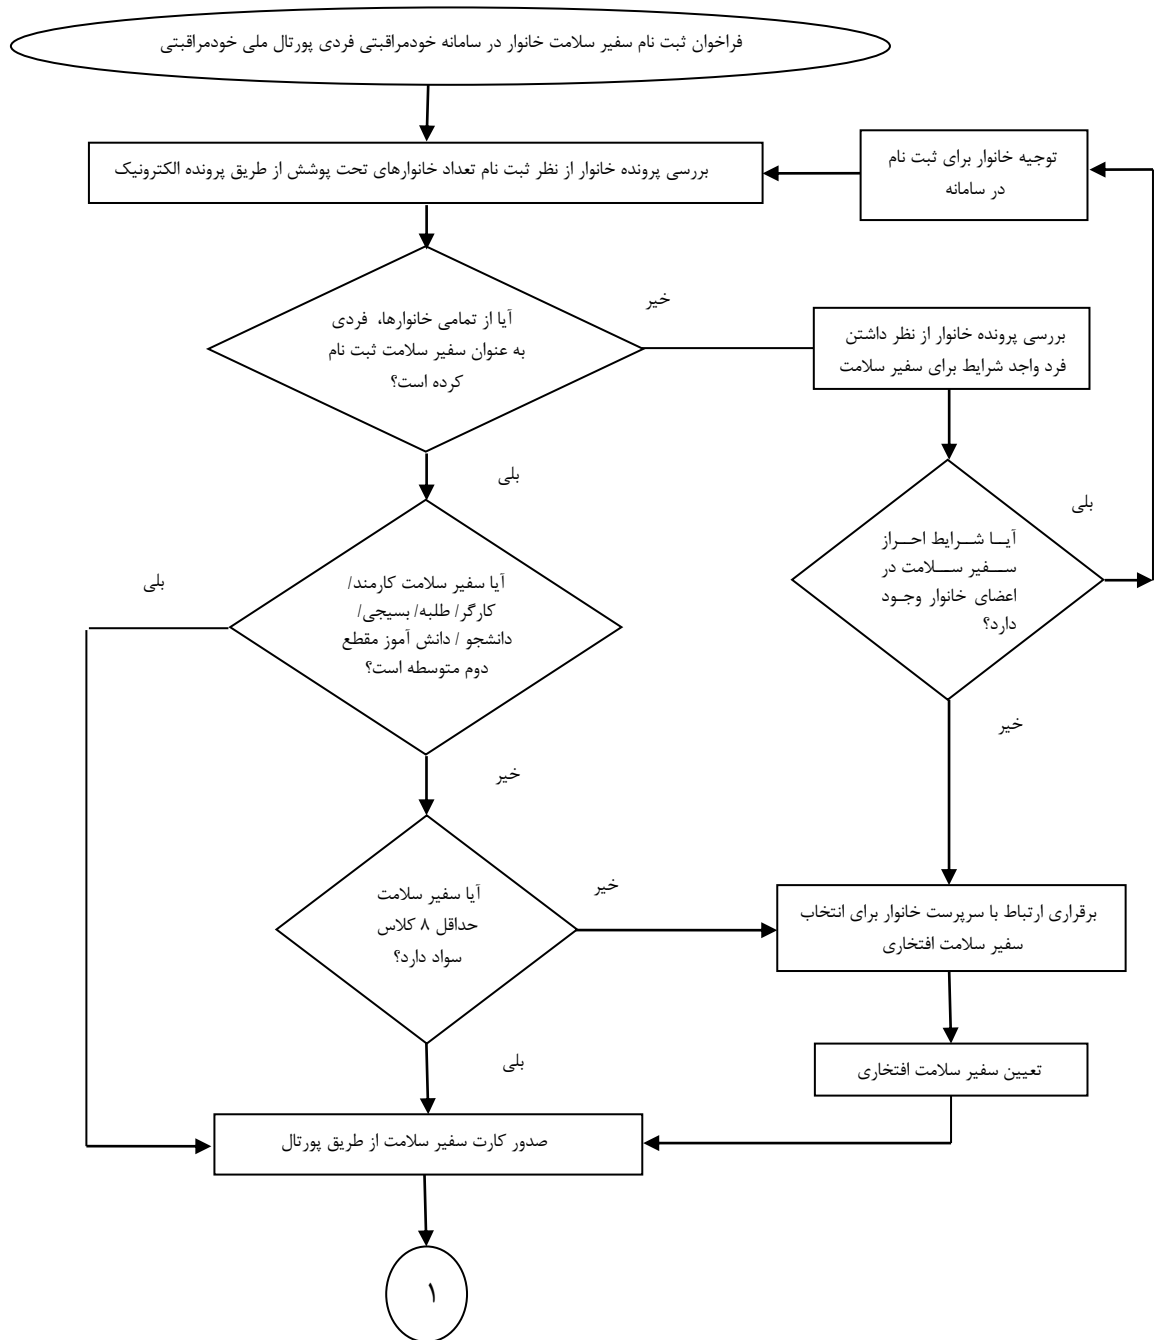 فراخوان ثبت نام سفیر سلامت خانوار در سامانه خودمراقبتی فردی پورتال ملی خودمراقبتی
توجیه خانوار برای ثبت نام
در سامانه
بررسی پرونده خانوار از نظر ثبت نام تعداد خانوارهای تحت پوشش از طریق پرونده الکترونیک
خیر
آیا از تمامی خانوارها، فردی
به عنوان سفیر سلامت ثبت نام
کرده است؟
بررسی پرونده خانوار از نظر داشتن
فرد واجد شرایط برای سفیر سلامت
بلی
بلی
آیـا شـرایط احـراز
سـفیر سـلامت در
اعضای خانوار وجـود
دارد؟
بلی
آیا سفیر سلامت کارمند/
کارگر/ طلبه/ بسیجی/
دانشجو / دانش آموز مقطع
دوم متوسطه است؟
خیر
خیر
آیا سفیر سلامت
حداقل ۸ کلاس
سواد دارد؟
خیر
برقراری ارتباط با سرپرست خانوار برای انتخاب
سفیر سلامت افتخاری
بلی
تعیین سفیر سلامت افتخاری
صدور کارت سفیر سلامت از طریق پورتال
۱